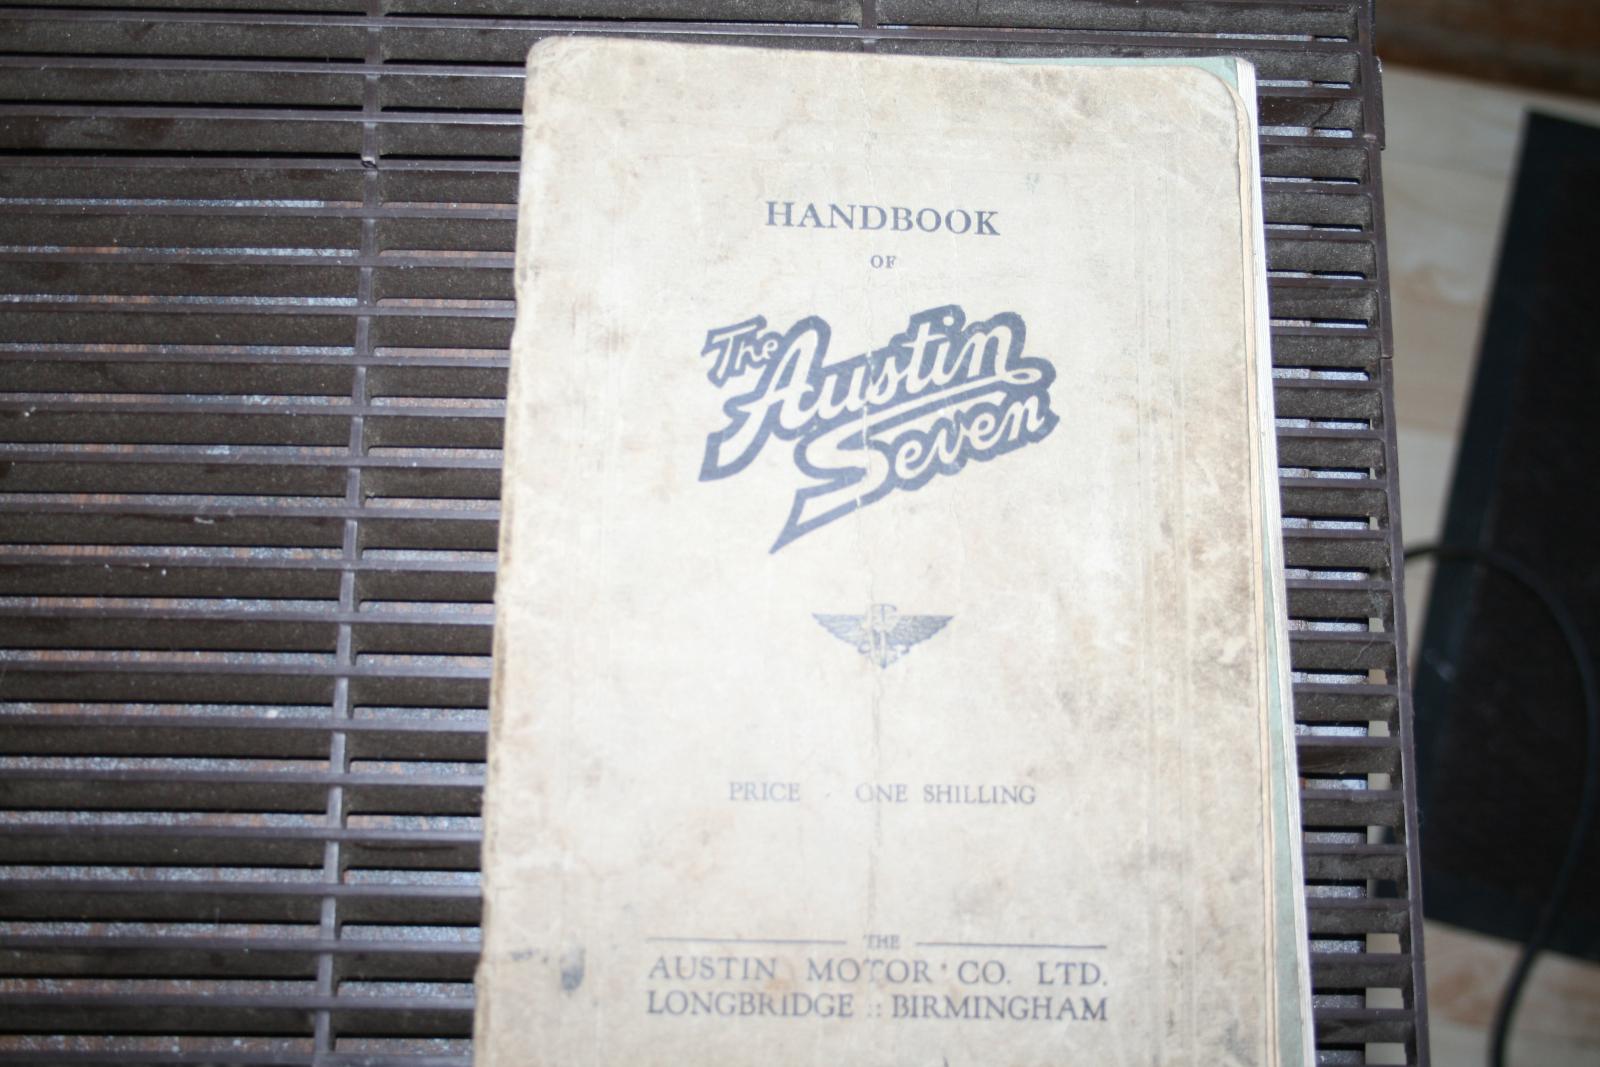 HANDBOOK
OF
The Austin
Seven
PRICE - ONE SHILLING
THE
AUSTIN MOTOR CO. LTD.
LONGBRIDGE :: BIRMINGHAM